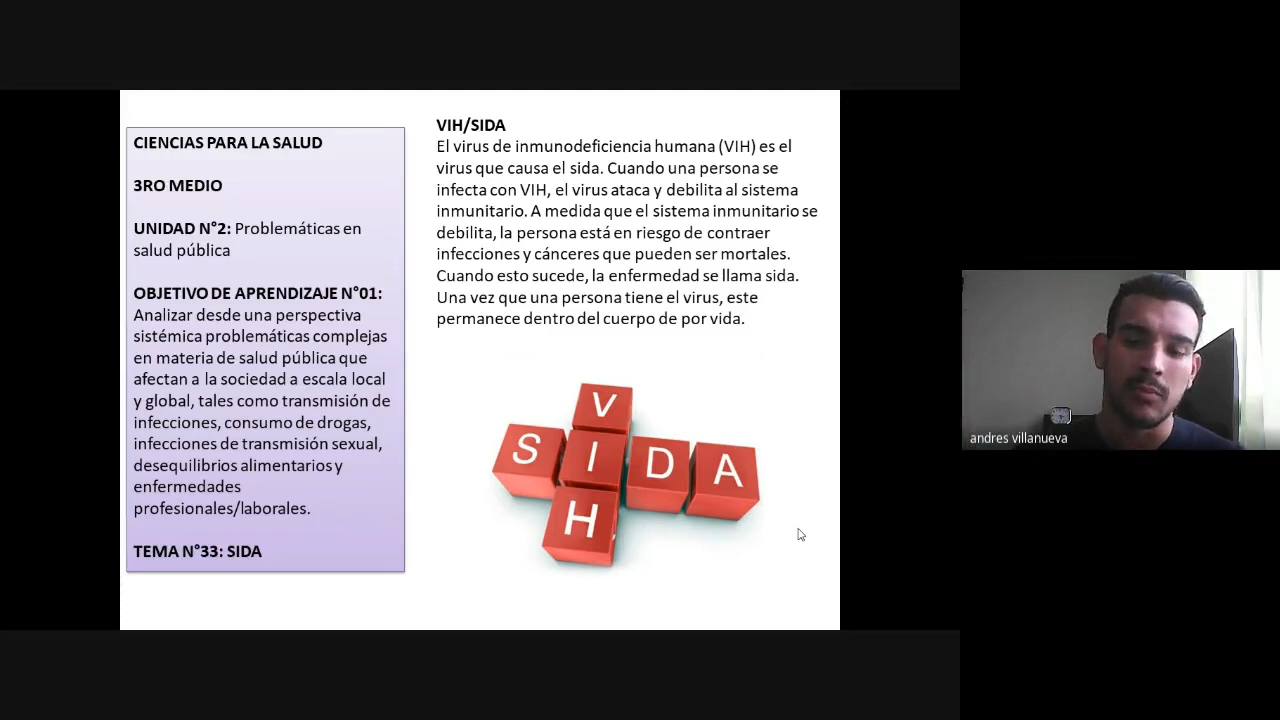 CIENCIAS PARA LA SALUD
3RO MEDIO
UNIDAD N°2: Problemáticas en
salud pública
OBJETIVO DE APRENDIZAJE N°01:
Analizar desde una perspectiva
sistémica problemáticas complejas
en materia de salud pública que
afectan a la sociedad a escala local
y global, tales como transmisión de
infecciones, consumo de drogas,
infecciones de transmisión sexual,
desequilibrios alimentarios y
enfermedades
profesionales/laborales.
TEMA N°33: SIDA
VIH/SIDA
El virus de inmunodeficiencia humana (VIH) es el
virus que causa el sida. Cuando una persona se
infecta con VIH, el virus ataca y debilita al sistema
inmunitario. A medida que el sistema inmunitario se
debilita, la persona está en riesgo de contraer
infecciones y cánceres que pueden ser mortales.
Cuando esto sucede, la enfermedad se llama sida.
Una vez que una persona tiene el virus, este
permanece dentro del cuerpo de por vida.
V
SIDA
H
andres villanueva